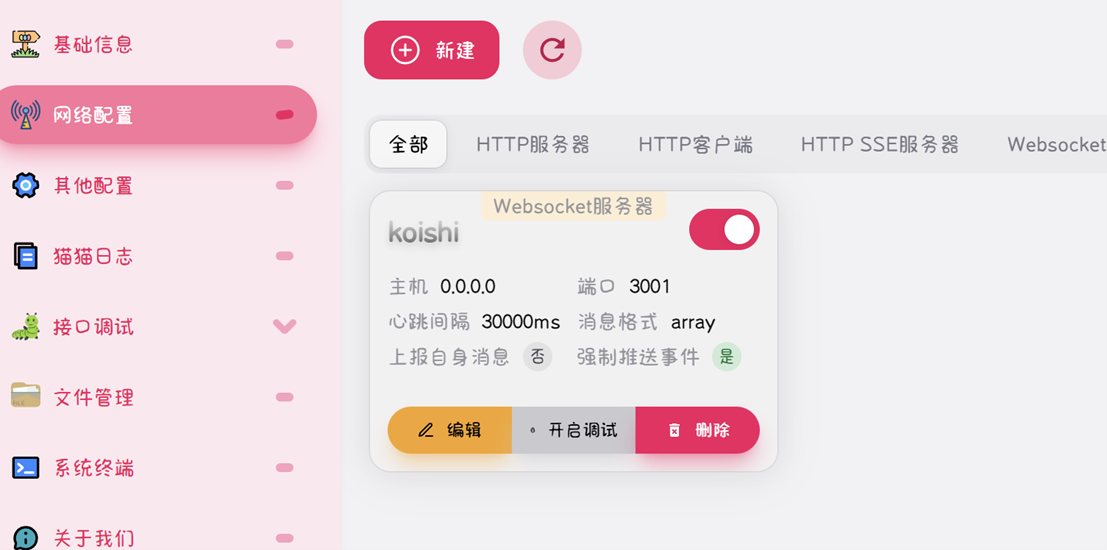 基础信息
网络配置
其他配置
猫猫日志
接口调试
文件管理
系统终端
关于我们
新建
全部 HTTP服务器 HTTP客户端 HTTP SSE服务器 Websocket
Websocket服务器
koishi
主机 0.0.0.0 端口 3001
心跳间隔 30000ms 消息格式 array
上报自身消息 否 强制推送事件 是
编辑 开启调试 删除